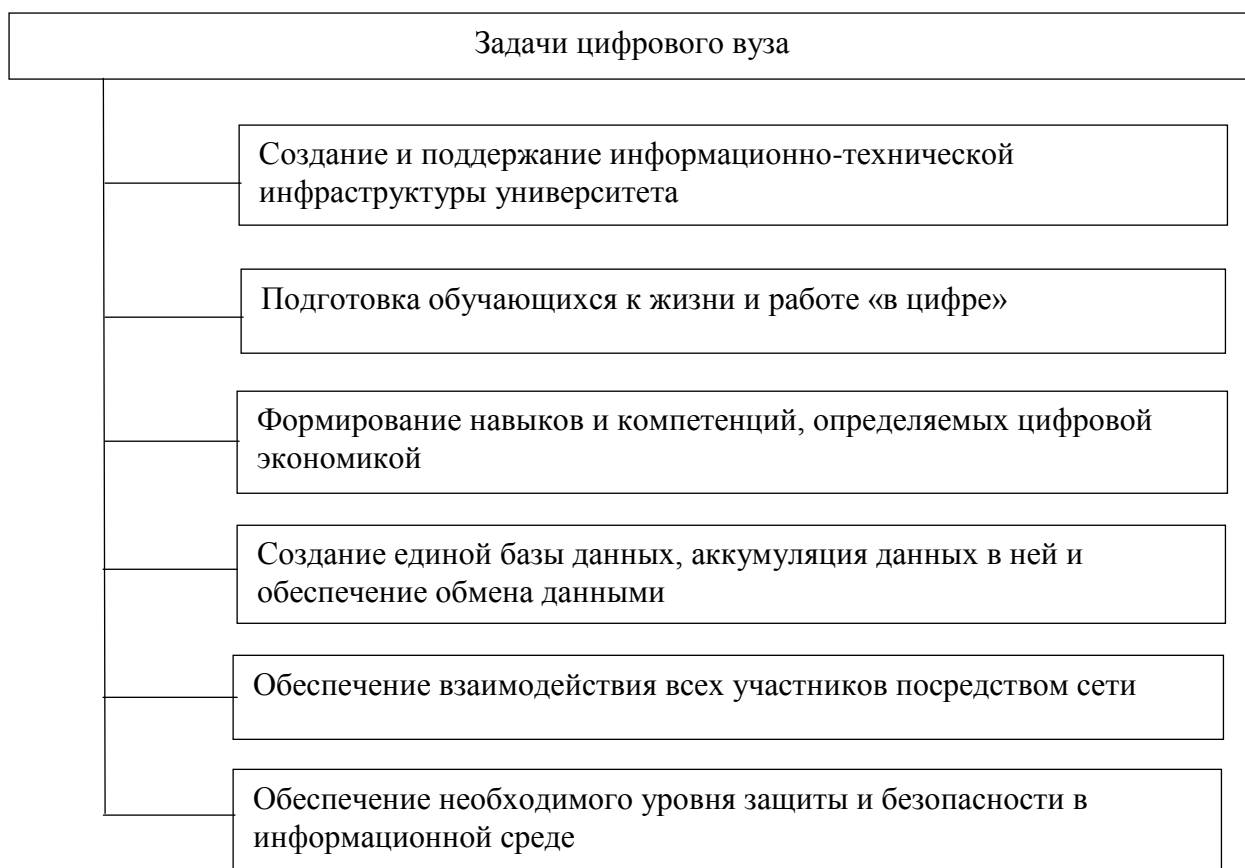 Задачи цифрового вуза
Создание и поддержание информационно-технической
инфраструктуры университета
Подготовка обучающихся к жизни и работе «в цифре»
Формирование навыков и компетенций, определяемых цифровой
экономикой
Создание единой базы данных, аккумуляция данных в ней и
обеспечение обмена данными
Обеспечение взаимодействия всех участников посредством сети
Обеспечение необходимого уровня защиты и безопасности в
информационной среде